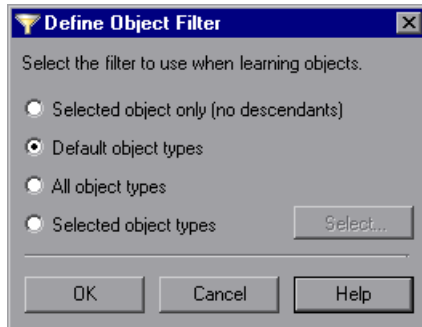 Define Object Filter
Select the filter to use when learning objects.
Selected object only (no descendants)
Default object types
All object types
Selected object types
Select...
OK
Cancel
Help